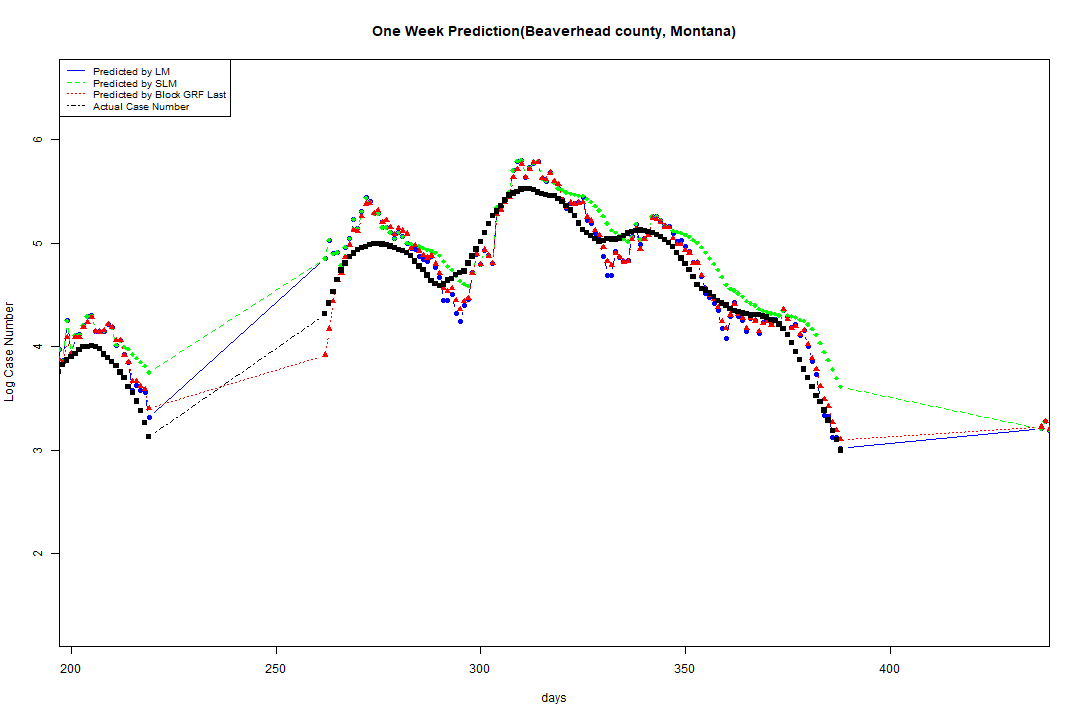 One Week Prediction(Beaverhead county, Montana)
Predicted by LM
Predicted by SLM
Predicted by Block GRF Last
Actual Case Number
6
5
4
3
2
Log Case Number
200 250 300 350 400
days